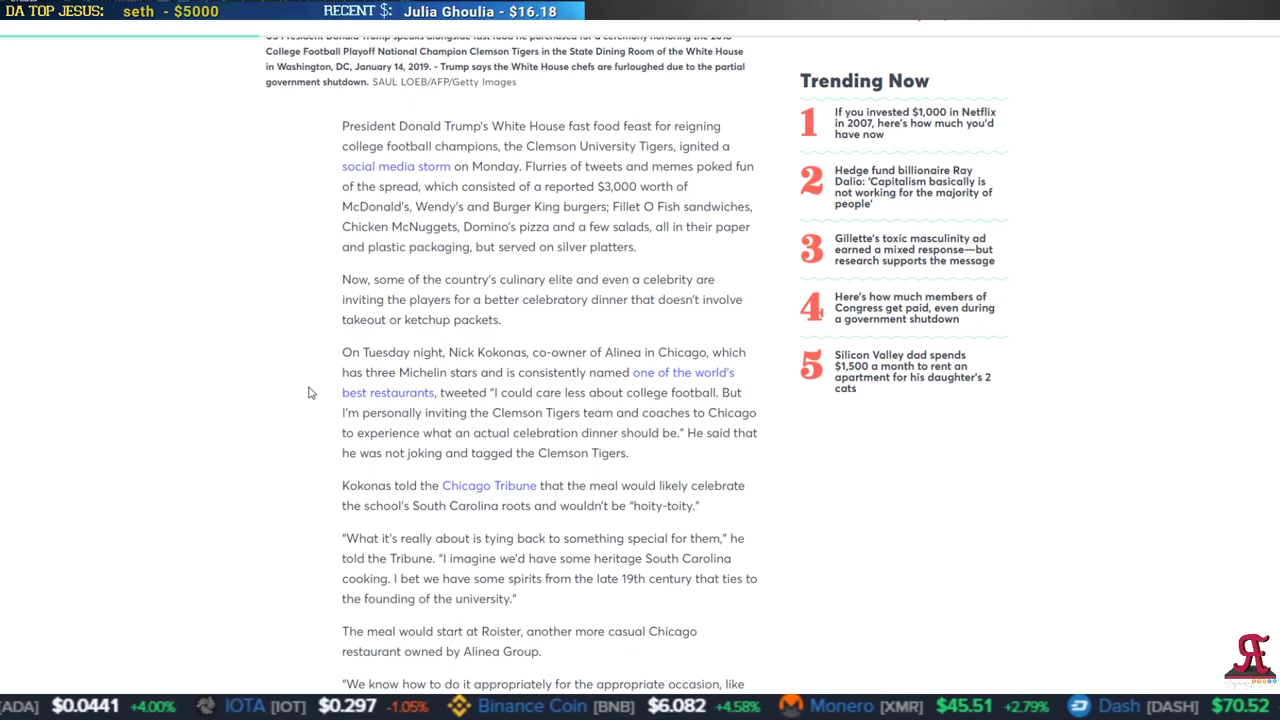 DA TOP JESUS: seth - $5000
RECENT $: Julia Ghoulia - $16.18
US President Donald Trump speaks alongside fast food he purchased for a ceremony honoring the 2018
College Football Playoff National Champion Clemson Tigers in the State Dining Room of the White House
in Washington, DC, January 14, 2019. - Trump says the White House chefs are furloughed due to the partial
government shutdown. SAUL LOEB/AFP/Getty Images
President Donald Trump's White House fast food feast for reigning
college football champions, the Clemson University Tigers, ignited a
social media storm on Monday. Flurries of tweets and memes poked fun
of the spread, which consisted of a reported $3,000 worth of
McDonald's, Wendy's and Burger King burgers; Fillet O Fish sandwiches,
Chicken McNuggets, Domino's pizza and a few salads, all in their paper
and plastic packaging, but served on silver platters.
Now, some of the country's culinary elite and even a celebrity are
inviting the players for a better celebratory dinner that doesn't involve
takeout or ketchup packets.
On Tuesday night, Nick Kokonas, co-owner of Alinea in Chicago, which
has three Michelin stars and is consistently named one of the world's
best restaurants, tweeted "I could care less about college football. But
I'm personally inviting the Clemson Tigers team and coaches to Chicago
to experience what an actual celebration dinner should be." He said that
he was not joking and tagged the Clemson Tigers.
Kokonas told the Chicago Tribune that the meal would likely celebrate
the school's South Carolina roots and wouldn't be "hoity-toity."
"What it's really about is tying back to something special for them," he
told the Tribune. "I imagine we'd have some heritage South Carolina
cooking. I bet we have some spirits from the late 19th century that ties to
the founding of the university."
The meal would start at Roister, another more casual Chicago
restaurant owned by Alinea Group.
"We know how to do it appropriately for the appropriate occasion, like
Trending Now
1
If you invested $1,000 in Netflix
in 2007, here's how much you'd
have now
2
Hedge fund billionaire Ray
Dalio: 'Capitalism basically is
not working for the majority of
people'
3
Gillette's toxic masculinity ad
earned a mixed response—but
research supports the message
4
Here's how much members of
Congress get paid, even during
a government shutdown
5
Silicon Valley dad spends
$1,500 a month to rent an
apartment for his daughter's 2
cats
[ADA] $0.0441 +4.00% IOTA [IOT] $0.297 -1.05% Binance Coin [BNB] $6.082 +4.58% Monero [XMR] $45.51 +2.79% Dash [DASH] $70.52